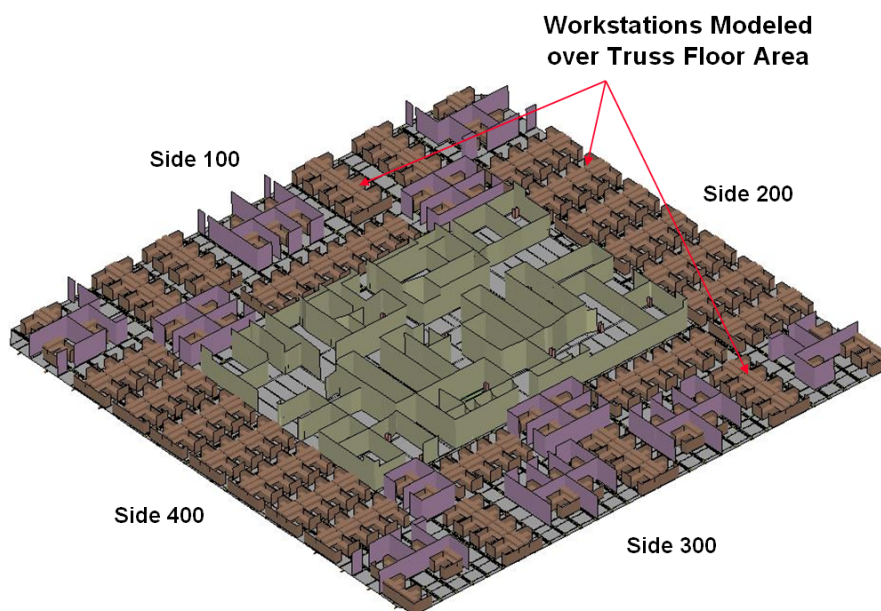 Workstations Modeled
over Truss Floor Area
Side 100
Side 200
Side 400
Side 300